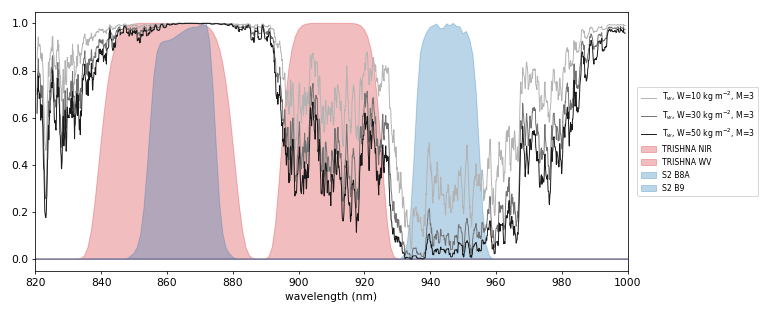 1.0
0.8
0.6
0.4
0.2
0.0
820 840 860 880 900 920 940 960 980 1000
wavelength (nm)
T_w, W=10 kg m⁻², M=3
T_w, W=30 kg m⁻², M=3
T_w, W=50 kg m⁻², M=3
TRISHNA NIR
TRISHNA WV
S2 B8A
S2 B9